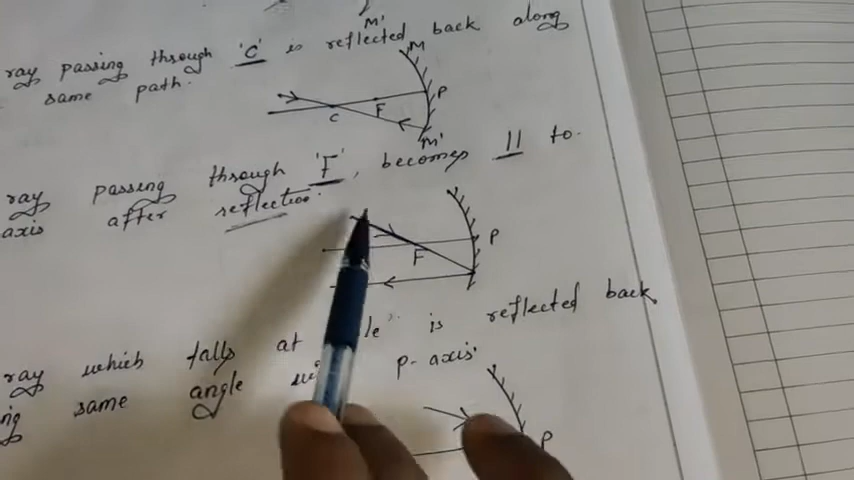 M'
ray passing through 'C' is reflected back along
same path.
M
P
C
F
M'
ray passing through 'F', becomes || to
axis after reflection.
P
F
ray which falls at is reflected back
same angle p-axis
P